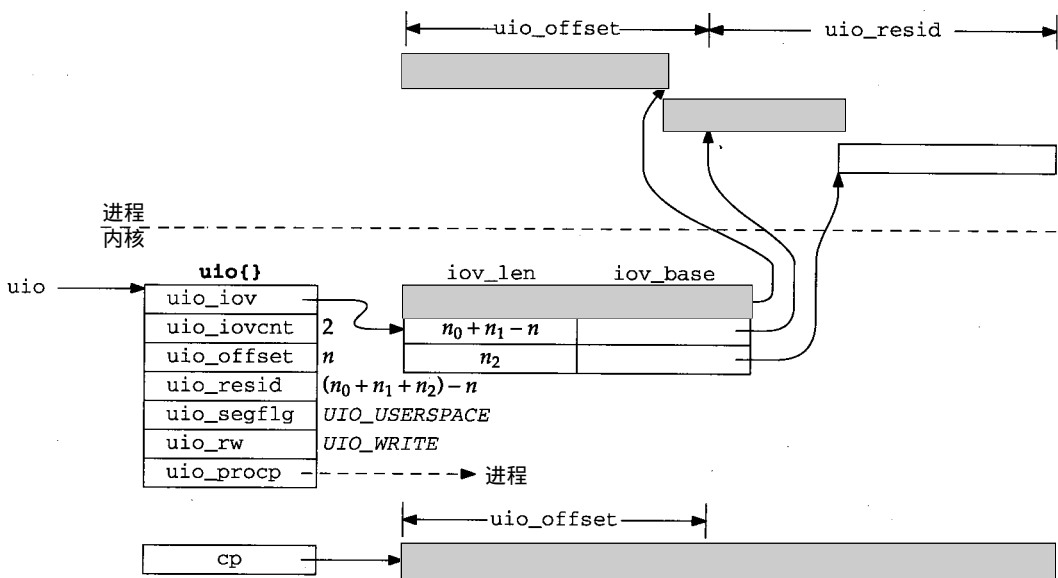 uio_offset uio_resid
进程
内核
uio{} iov_len iov_base
uio uio_iov
uio_iovcnt 2 n₀+n₁−n
uio_offset n n₂
uio_resid (n₀+n₁+n₂)−n
uio_segflg UIO_USERSPACE
uio_rw UIO_WRITE
uio_procp 进程
uio_offset
cp